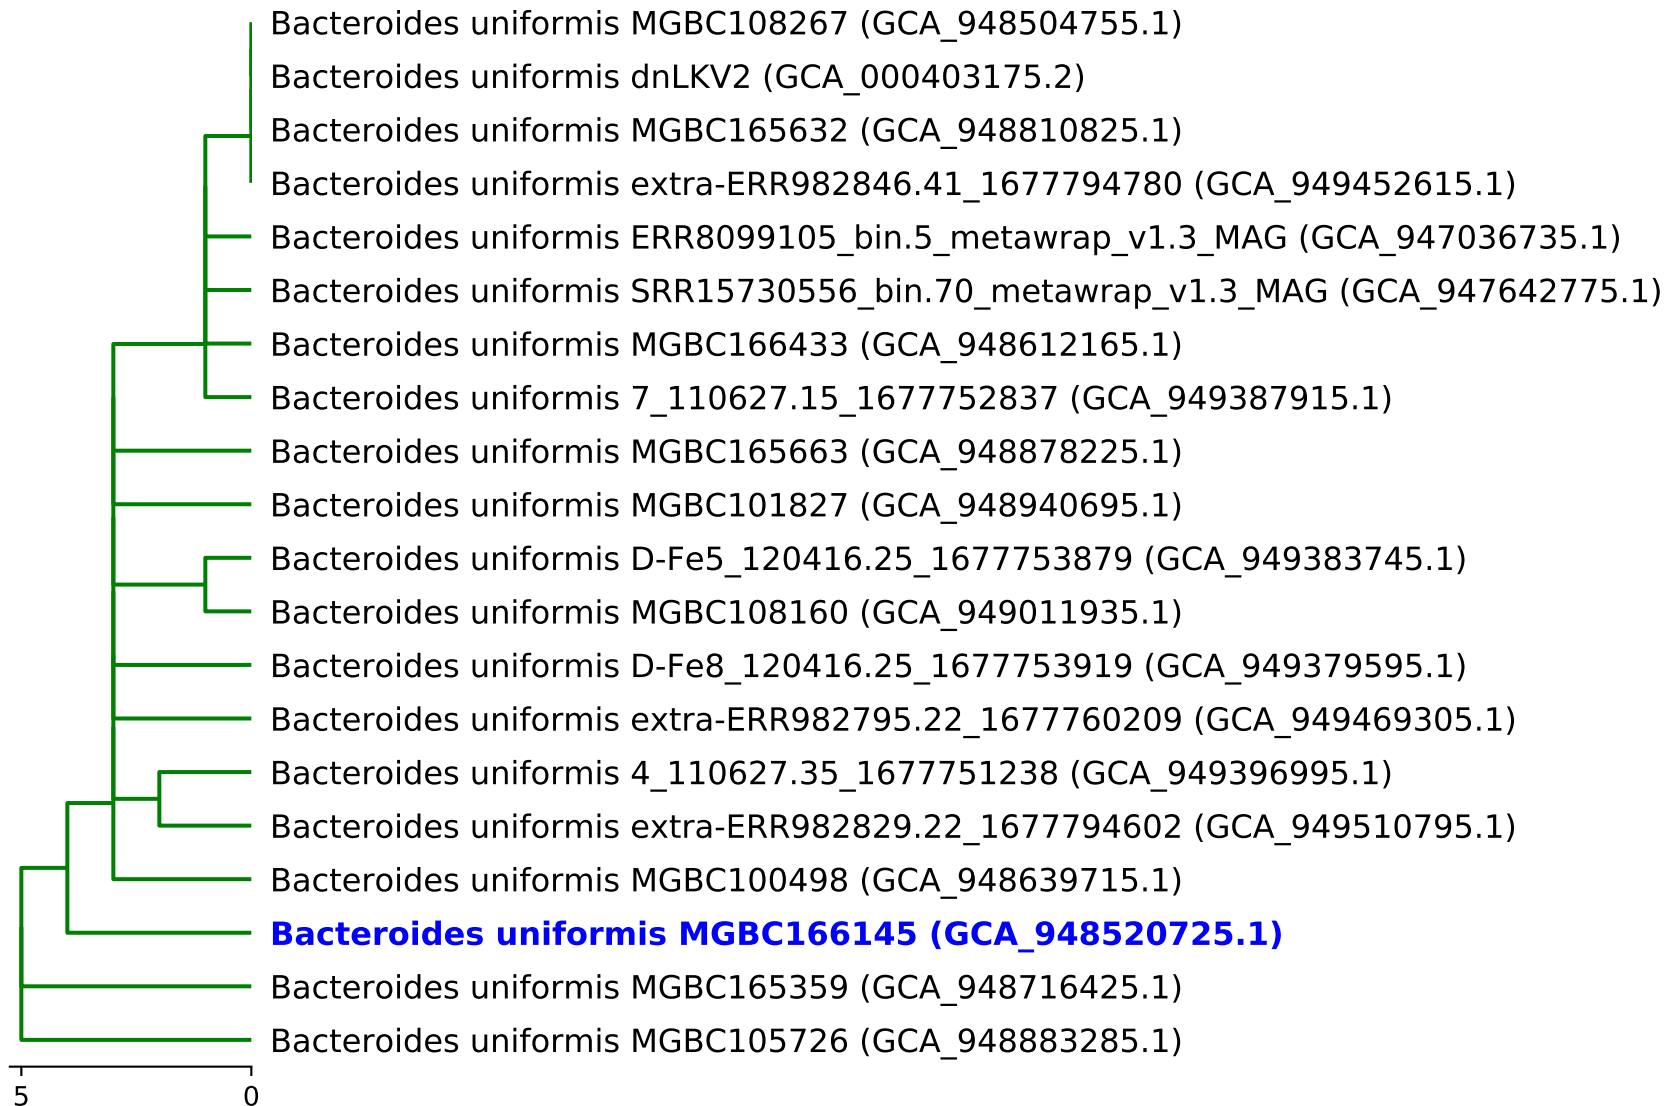 Bacteroides uniformis MGBC108267 (GCA_948504755.1)
Bacteroides uniformis dnLKV2 (GCA_000403175.2)
Bacteroides uniformis MGBC165632 (GCA_948810825.1)
Bacteroides uniformis extra-ERR982846.41_1677794780 (GCA_949452615.1)
Bacteroides uniformis ERR8099105_bin.5_metawrap_v1.3_MAG (GCA_947036735.1)
Bacteroides uniformis SRR15730556_bin.70_metawrap_v1.3_MAG (GCA_947642775.1)
Bacteroides uniformis MGBC166433 (GCA_948612165.1)
Bacteroides uniformis 7_110627.15_1677752837 (GCA_949387915.1)
Bacteroides uniformis MGBC165663 (GCA_948878225.1)
Bacteroides uniformis MGBC101827 (GCA_948940695.1)
Bacteroides uniformis D-Fe5_120416.25_1677753879 (GCA_949383745.1)
Bacteroides uniformis MGBC108160 (GCA_949011935.1)
Bacteroides uniformis D-Fe8_120416.25_1677753919 (GCA_949379595.1)
Bacteroides uniformis extra-ERR982795.22_1677760209 (GCA_949469305.1)
Bacteroides uniformis 4_110627.35_1677751238 (GCA_949396995.1)
Bacteroides uniformis extra-ERR982829.22_1677794602 (GCA_949510795.1)
Bacteroides uniformis MGBC100498 (GCA_948639715.1)
Bacteroides uniformis MGBC166145 (GCA_948520725.1)
Bacteroides uniformis MGBC165359 (GCA_948716425.1)
Bacteroides uniformis MGBC105726 (GCA_948883285.1)
5 0